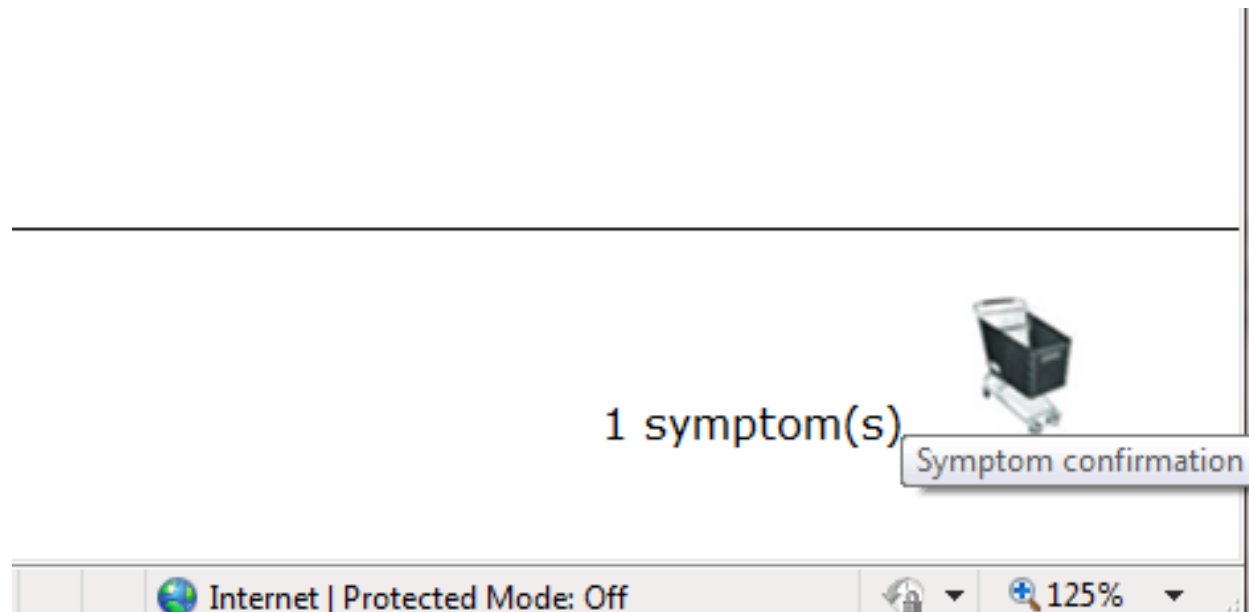 1 symptom(s)
Symptom confirmation
Internet | Protected Mode: Off
125%